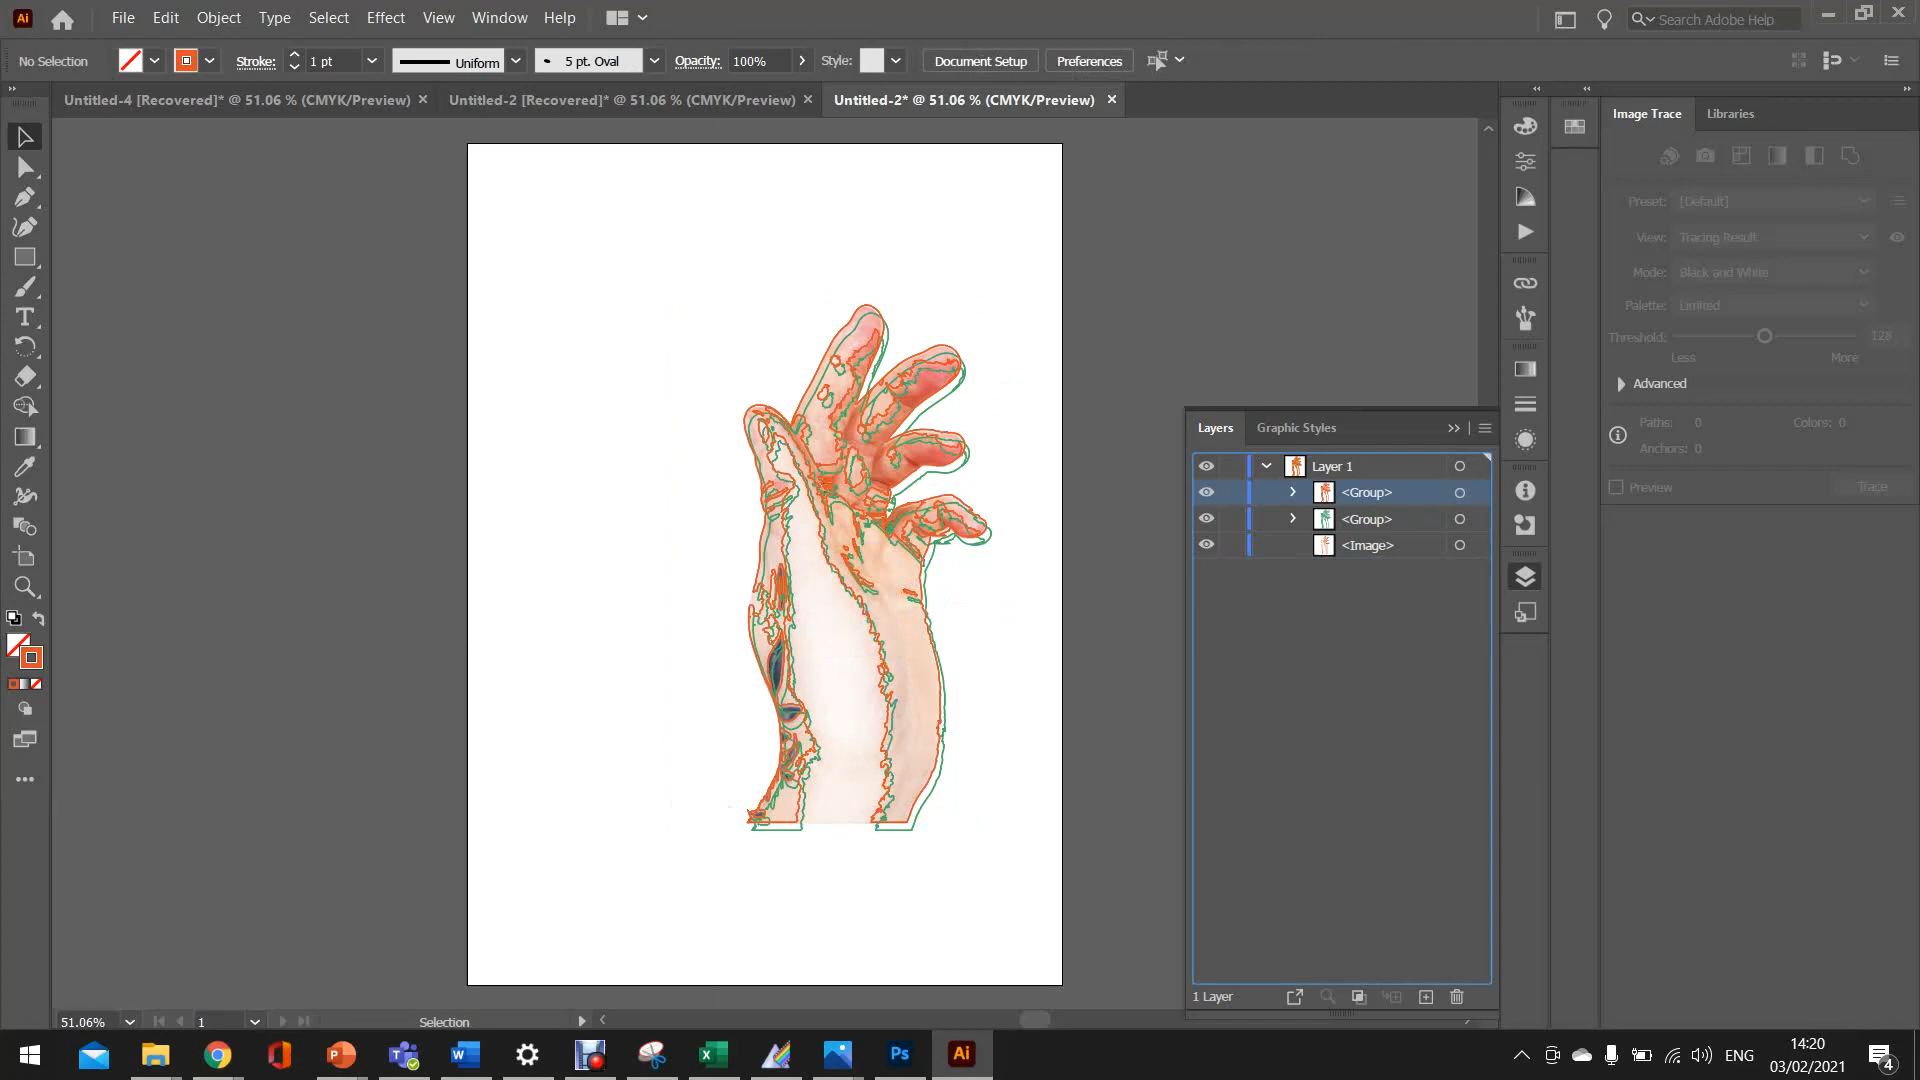 Ai File Edit Object Type Select Effect View Window Help Search Adobe Help
No Selection Stroke: 1 pt Uniform 5 pt. Oval Opacity: 100% Style: Document Setup Preferences
Untitled-4 [Recovered]* @ 51.06 % (CMYK/Preview) Untitled-2 [Recovered]* @ 51.06 % (CMYK/Preview) Untitled-2* @ 51.06 % (CMYK/Preview)
Image Trace Libraries
Preset: [Default]
View: Tracing Result
Mode: Black and White
Palette: Limited
Threshold: 128
Less More
Advanced
Paths: 0 Colors: 0
Anchors: 0
Preview Trace
Layers Graphic Styles
Layer 1
<Group>
<Group>
<Image>
1 Layer
51.06% 1 Selection
Ps Ai ENG 14:20
03/02/2021 4